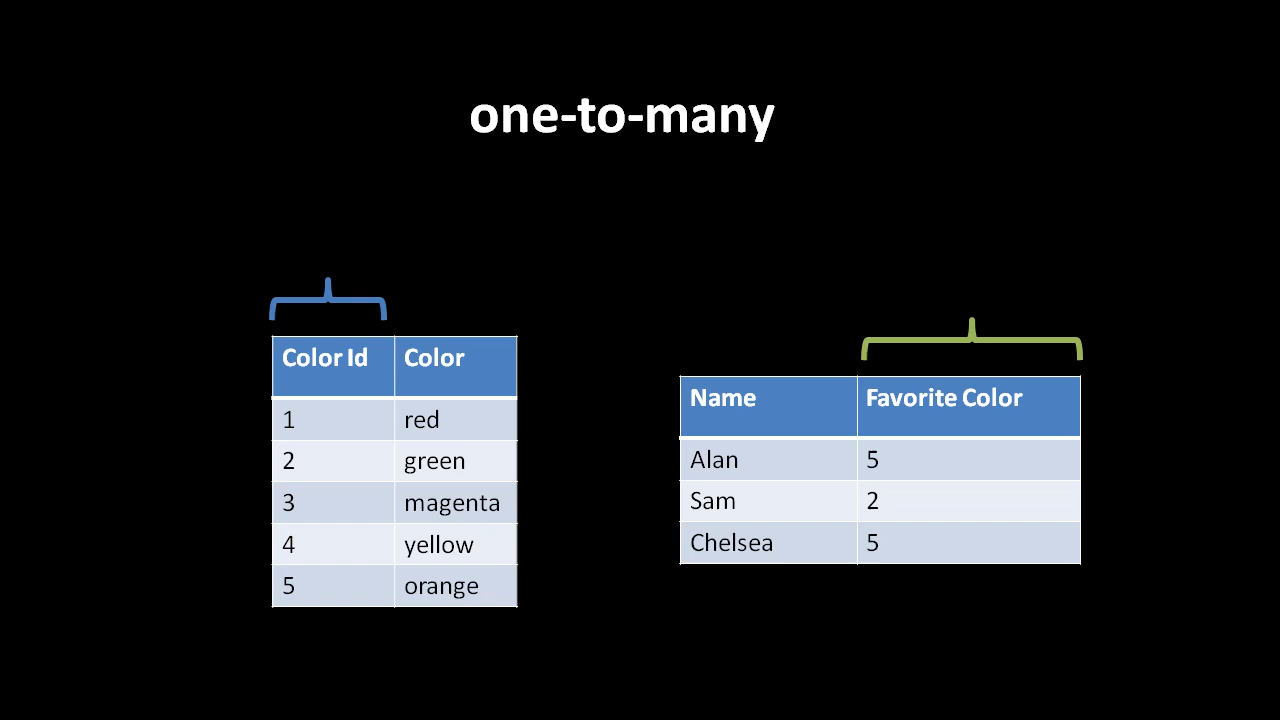 one-to-many
Color Id Color
1 red
2 green
3 magenta
4 yellow
5 orange
Name Favorite Color
Alan 5
Sam 2
Chelsea 5